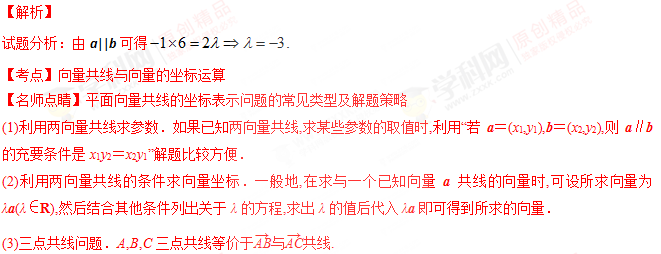 【解析】
试题分析：由 a||b 可得 −1×6=2λ⇒λ=−3.
【考点】向量共线与向量的坐标运算
【名师点睛】平面向量共线的坐标表示问题的常见类型及解题策略
(1)利用两向量共线求参数．如果已知两向量共线,求某些参数的取值时,利用“若 a＝(x1,y1),b＝(x2,y2),则 a∥b
的充要条件是 x1y2＝x2y1”解题比较方便．
(2)利用两向量共线的条件求向量坐标．一般地,在求与一个已知向量 a 共线的向量时,可设所求向量为
λa(λ∈R),然后结合其他条件列出关于 λ 的方程,求出 λ 的值后代入 λa 即可得到所求的向量．
(3)三点共线问题．A,B,C 三点共线等价于AB→与AC→共线.